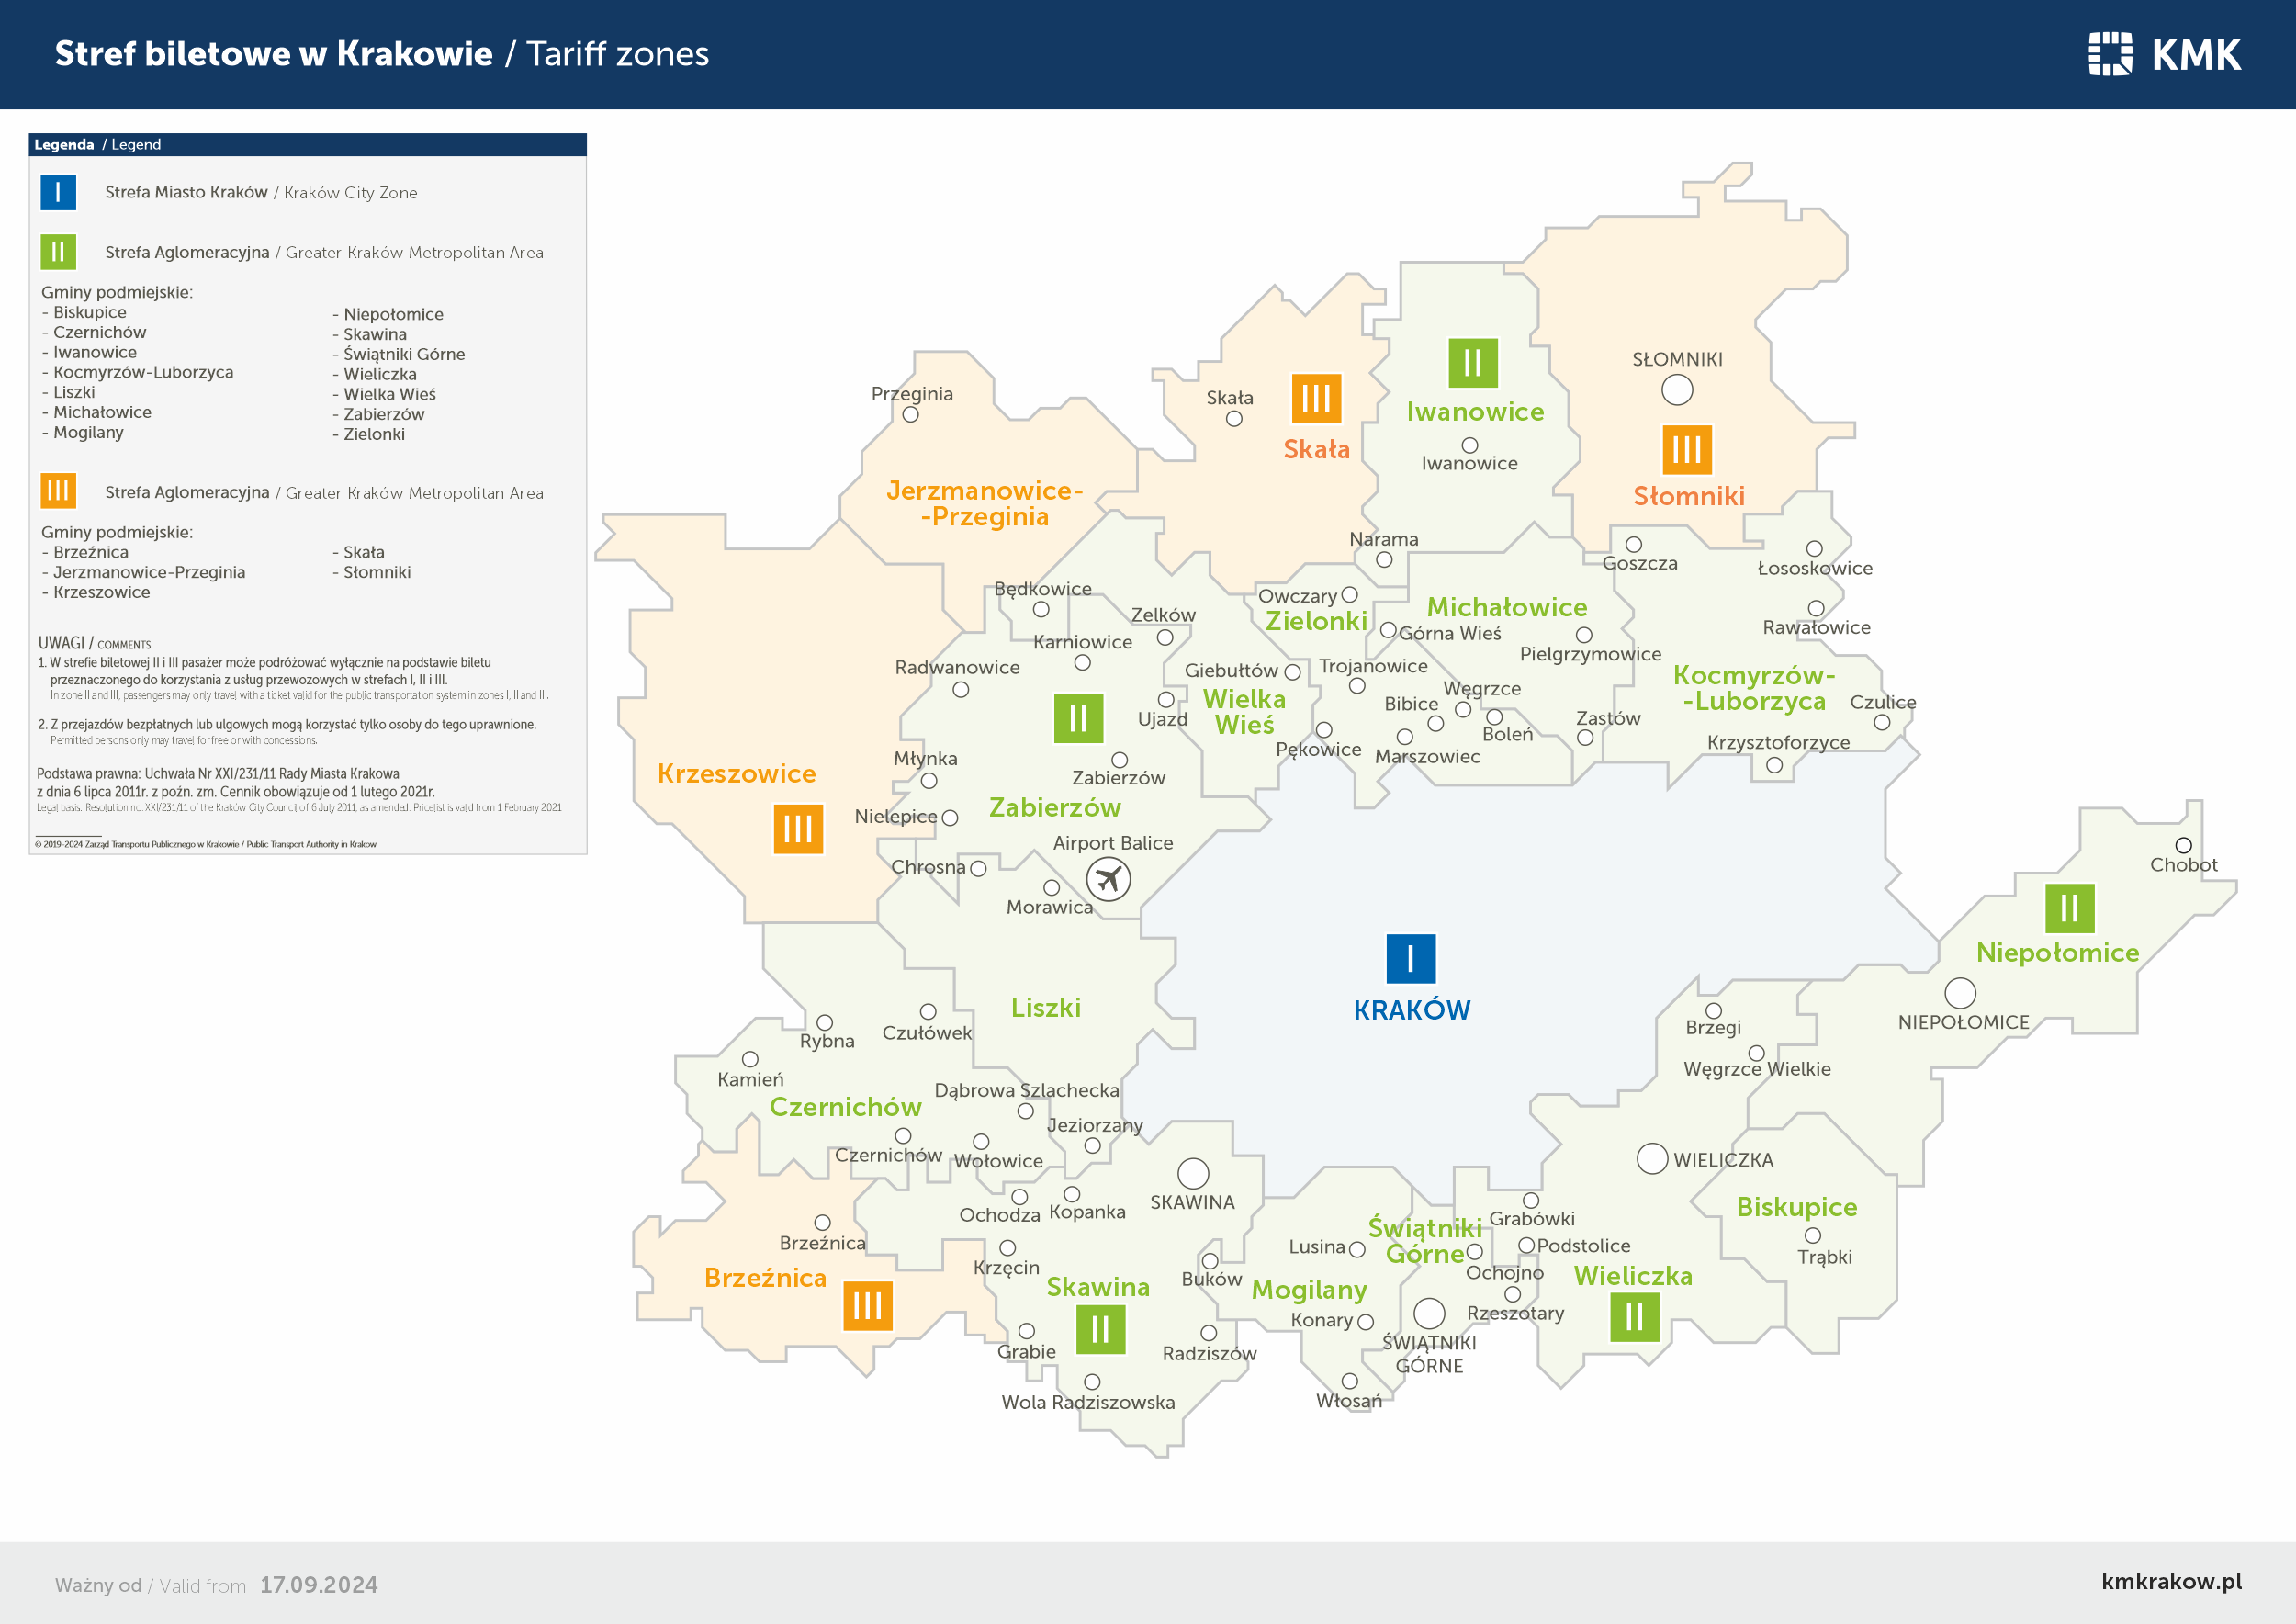 Stref biletowe w Krakowie / Tariff zones
KMK
Legenda / Legend
I Strefa Miasto Kraków / Kraków City Zone
II Strefa Aglomeracyjna / Greater Kraków Metropolitan Area
Gminy podmiejskie:
- Biskupice
- Czernichów
- Iwanowice
- Kocmyrzów-Luborzyca
- Liszki
- Michałowice
- Mogilany
- Niepołomice
- Skawina
- Świątniki Górne
- Wieliczka
- Wielka Wieś
- Zabierzów
- Zielonki
III Strefa Aglomeracyjna / Greater Kraków Metropolitan Area
Gminy podmiejskie:
- Brzeźnica
- Jerzmanowice-Przeginia
- Krzeszowice
- Skała
- Słomniki
UWAGI / COMMENTS
1. W strefie biletowej II i III pasażer może podróżować wyłącznie na podstawie biletu
przeznaczonego do korzystania z usług przewozowych w strefach I, II i III.
In zone II and III, passengers may only travel with a ticket valid for the public transportation system in zones I, II and III.
2. Z przejazdów bezpłatnych lub ulgowych mogą korzystać tylko osoby do tego uprawnione.
Permitted persons only may travel for free or with concessions.
Podstawa prawna: Uchwała Nr XXI/231/11 Rady Miasta Krakowa
z dnia 6 lipca 2011r. z poźn. zm. Cennik obowiązuje od 1 lutego 2021r.
Legal basis: Resolution no. XXI/231/11 of the Kraków City Council of 6 July 2011, as amended. Pricelist is valid from 1 February 2021
© 2019-2024 Zarząd Transportu Publicznego w Krakowie / Public Transport Authority in Krakow
SŁOMNIKI
III
Słomniki
II
Iwanowice
Iwanowice
Skała
III
Skała
Przeginia
Jerzmanowice-
-Przeginia
Narama
Goszcza
Łososkowice
Będkowice
Owczary
Zielonki
Michałowice
Zelków
Rawałowice
Karniowice
Górna Wieś
Pielgrzymowice
Radwanowice
Giebułtów
Trojanowice
Kocmyrzów-
-Luborzyca
Wielka
Wieś
Węgrzce
Bibice
Czulice
II
Ujazd
Boleń
Zastów
Pękowice
Marszowiec
Krzysztoforzyce
Młynka
Zabierzów
Krzeszowice
III
Zabierzów
Nielepice
Airport Balice
Chrosna
Morawica
Chobot
II
Niepołomice
I
KRAKÓW
Liszki
NIEPOŁOMICE
Brzegi
Węgrzce Wielkie
Rybna
Czułówek
Kamień
Dąbrowa Szlachecka
Czernichów
Jeziorzany
Czernichów
Wołowice
WIELICZKA
SKAWINA
Biskupice
Ochodza
Kopanka
Grabówki
Świątniki
Górne
Brzeźnica
Lusina
Podstolice
Trąbki
Krzęcin
Ochojno
Brzeźnica
III
Skawina
II
Buków
Mogilany
Wieliczka
II
Konary
Rzeszotary
ŚWIĄTNIKI
GÓRNE
Grabie
Radziszów
Wola Radziszowska
Włosań
Ważny od / Valid from 17.09.2024
kmkrakow.pl